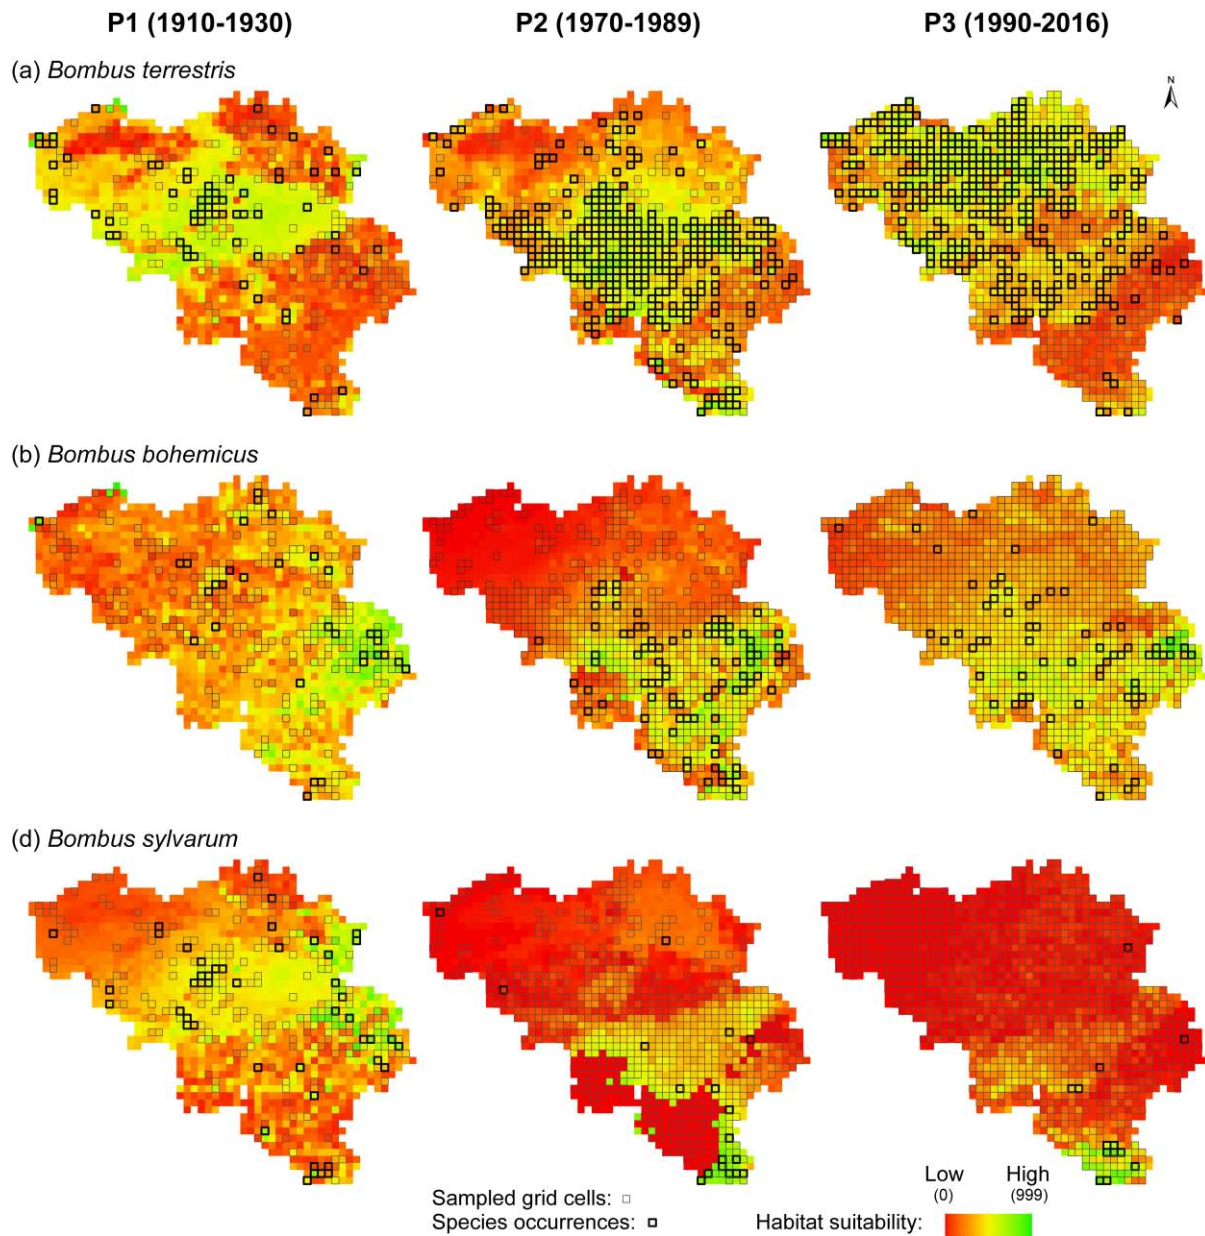 P1 (1910-1930) P2 (1970-1989) P3 (1990-2016)
(a) Bombus terrestris
N
(b) Bombus bohemicus
(d) Bombus sylvarum
Low High
(0) (999)
Sampled grid cells:
Species occurrences: Habitat suitability: